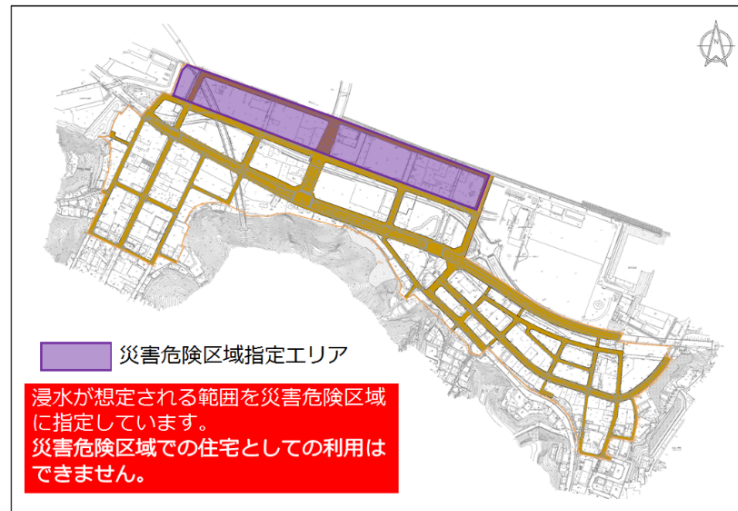 N
災害危険区域指定エリア
浸水が想定される範囲を災害危険区域
に指定しています。
災害危険区域での住宅としての利用は
できません。